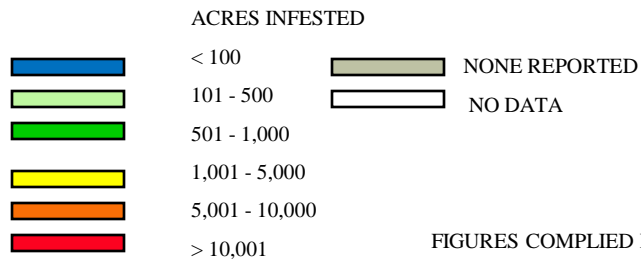 ACRES INFESTED
< 100
NONE REPORTED
101 - 500
NO DATA
501 - 1,000
1,001 - 5,000
5,001 - 10,000
> 10,001
FIGURES COMPLIED